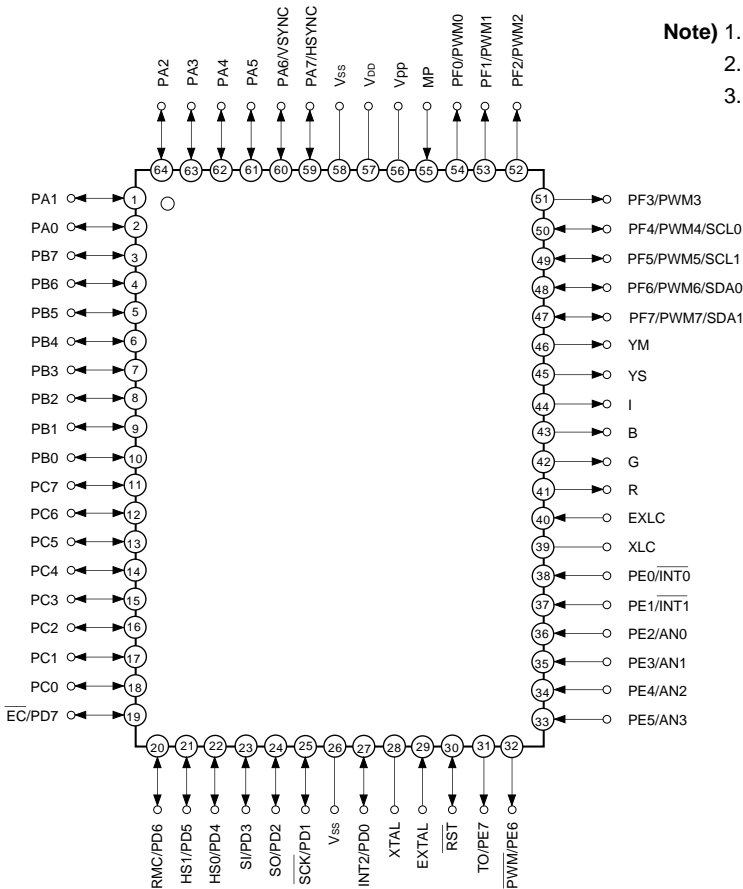 Note) 1.
2.
3.
PA2
PA3
PA4
PA5
PA6/VSYNC
PA7/HSYNC
Vss
VDD
Vpp
MP
PF0/PWM0
PF1/PWM1
PF2/PWM2
64
63
62
61
60
59
58
57
56
55
54
53
52
PA1 1
PA0 2
PB7 3
PB6 4
PB5 5
PB4 6
PB3 7
PB2 8
PB1 9
PB0 10
PC7 11
PC6 12
PC5 13
PC4 14
PC3 15
PC2 16
PC1 17
PC0 18
EC/PD7 19
51 PF3/PWM3
50 PF4/PWM4/SCL0
49 PF5/PWM5/SCL1
48 PF6/PWM6/SDA0
47 PF7/PWM7/SDA1
46 YM
45 YS
44 I
43 B
42 G
41 R
40 EXLC
39 XLC
38 PE0/INT0
37 PE1/INT1
36 PE2/AN0
35 PE3/AN1
34 PE4/AN2
33 PE5/AN3
20
21
22
23
24
25
26
27
28
29
30
31
32
RMC/PD6
HS1/PD5
HS0/PD4
SI/PD3
SO/PD2
SCK/PD1
Vss
INT2/PD0
XTAL
EXTAL
RST
TO/PE7
PWM/PE6